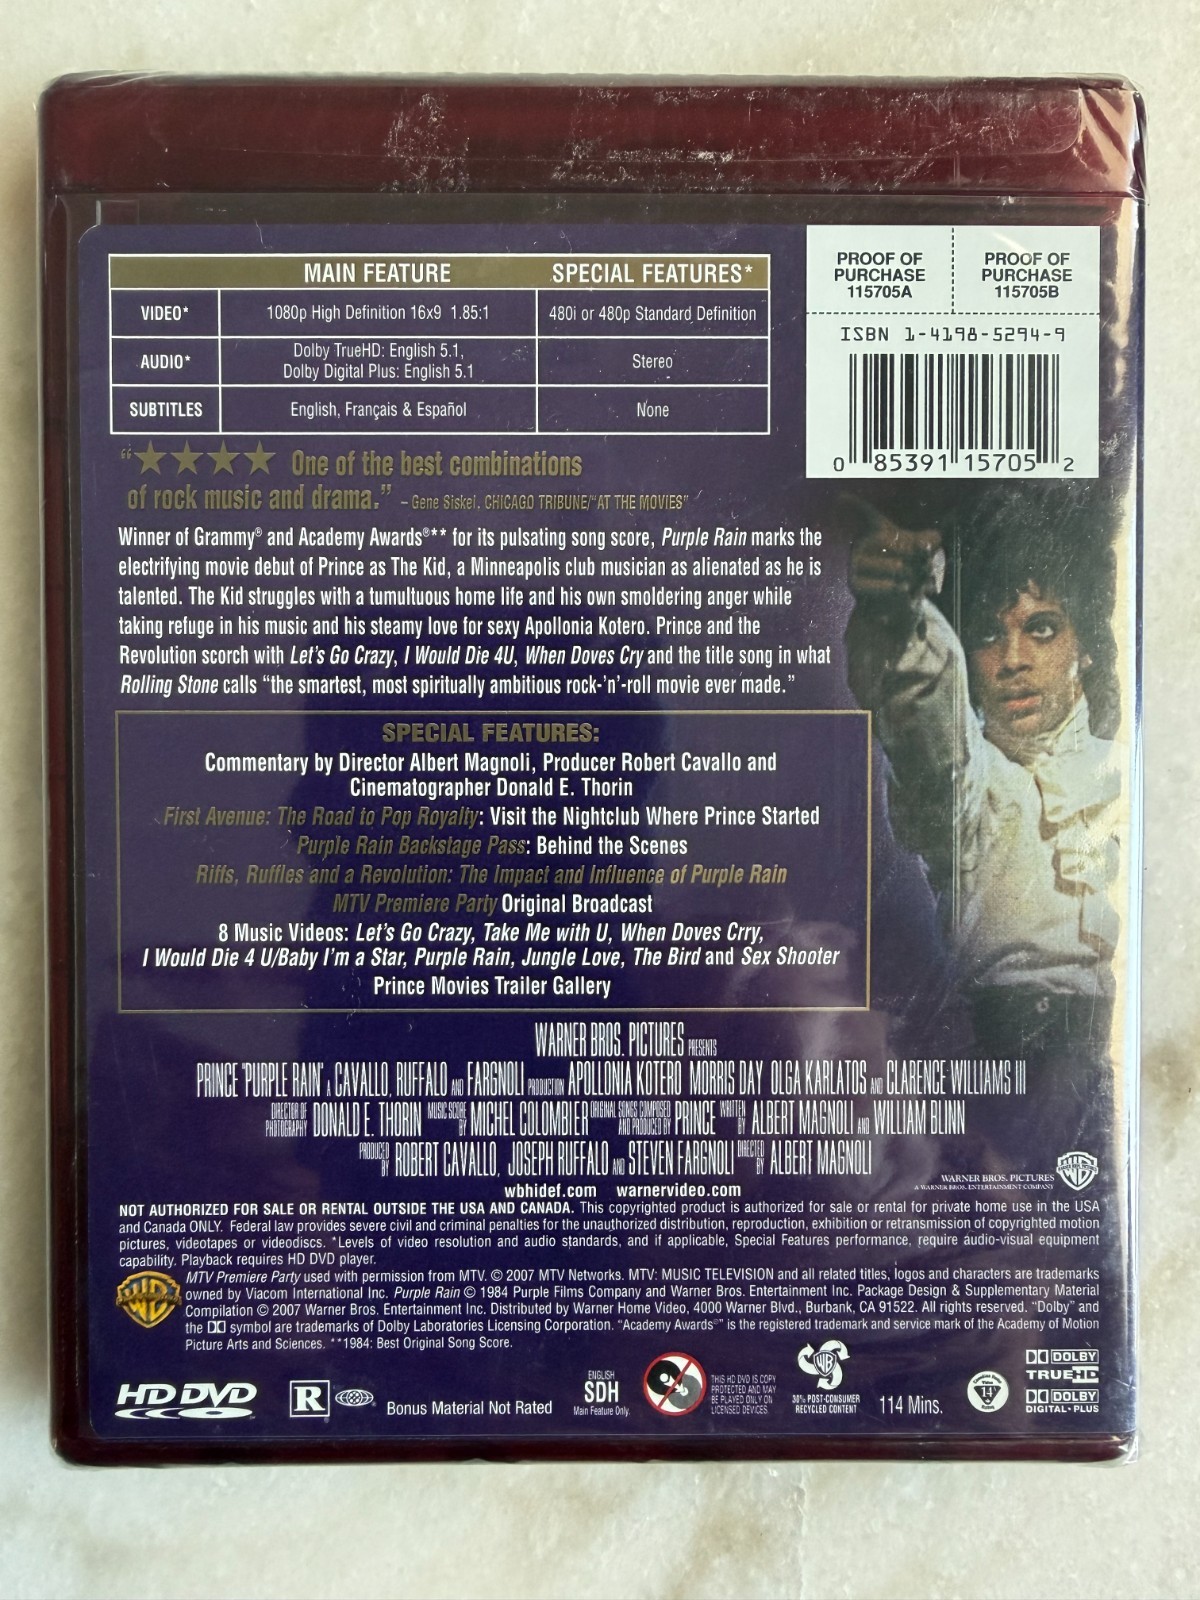 MAIN FEATURE SPECIAL FEATURES*
VIDEO* 1080p High Definition 16x9 1.85:1 480i or 480p Standard Definition
AUDIO* Dolby TrueHD: English 5.1, Dolby Digital Plus: English 5.1 Stereo
SUBTITLES English, Français & Español None
PROOF OF PURCHASE 115705A
PROOF OF PURCHASE 115705B
ISBN 1-4198-5294-9
0 85391 15705 2
"★★★★ One of the best combinations
of rock music and drama." – Gene Siskel, CHICAGO TRIBUNE/"AT THE MOVIES"
Winner of Grammy® and Academy Awards®** for its pulsating song score, Purple Rain marks the
electrifying movie debut of Prince as The Kid, a Minneapolis club musician as alienated as he is
talented. The Kid struggles with a tumultuous home life and his own smoldering anger while
taking refuge in his music and his steamy love for sexy Apollonia Kotero. Prince and the
Revolution scorch with Let's Go Crazy, I Would Die 4U, When Doves Cry and the title song in what
Rolling Stone calls "the smartest, most spiritually ambitious rock-'n'-roll movie ever made."
SPECIAL FEATURES:
Commentary by Director Albert Magnoli, Producer Robert Cavallo and
Cinematographer Donald E. Thorin
First Avenue: The Road to Pop Royalty: Visit the Nightclub Where Prince Started
Purple Rain Backstage Pass: Behind the Scenes
Riffs, Ruffles and a Revolution: The Impact and Influence of Purple Rain
MTV Premiere Party Original Broadcast
8 Music Videos: Let's Go Crazy, Take Me with U, When Doves Crry,
I Would Die 4 U/Baby I'm a Star, Purple Rain, Jungle Love, The Bird and Sex Shooter
Prince Movies Trailer Gallery
WARNER BROS. PICTURES PRESENTS
PRINCE "PURPLE RAIN" A CAVALLO, RUFFALO AND FARGNOLI PRODUCTION APOLLONIA KOTERO MORRIS DAY OLGA KARLATOS AND CLARENCE WILLIAMS III
DIRECTOR OF PHOTOGRAPHY DONALD E. THORIN MUSIC SCORE BY MICHEL COLOMBIER ORIGINAL SONGS COMPOSED AND PRODUCED BY PRINCE WRITTEN BY ALBERT MAGNOLI AND WILLIAM BLINN
PRODUCED BY ROBERT CAVALLO, JOSEPH RUFFALO AND STEVEN FARGNOLI DIRECTED BY ALBERT MAGNOLI
WARNER BROS. PICTURES
A WARNER BROS. ENTERTAINMENT COMPANY
wbhidef.com warnervideo.com
NOT AUTHORIZED FOR SALE OR RENTAL OUTSIDE THE USA AND CANADA. This copyrighted product is authorized for sale or rental for private home use in the USA
and Canada ONLY. Federal law provides severe civil and criminal penalties for the unauthorized distribution, reproduction, exhibition or retransmission of copyrighted motion
pictures, videotapes or videodiscs. *Levels of video resolution and audio standards, and if applicable, Special Features performance, require audio-visual equipment
capability. Playback requires HD DVD player.
MTV Premiere Party used with permission from MTV. © 2007 MTV Networks. MTV: MUSIC TELEVISION and all related titles, logos and characters are trademarks
owned by Viacom International Inc. Purple Rain © 1984 Purple Films Company and Warner Bros. Entertainment Inc. Package Design & Supplementary Material
Compilation © 2007 Warner Bros. Entertainment Inc. Distributed by Warner Home Video, 4000 Warner Blvd., Burbank, CA 91522. All rights reserved. "Dolby" and
the DD symbol are trademarks of Dolby Laboratories Licensing Corporation. "Academy Awards®" is the registered trademark and service mark of the Academy of Motion
Picture Arts and Sciences. **1984: Best Original Song Score.
HD DVD
R
Bonus Material Not Rated
ENGLISH
SDH
Main Feature Only.
THIS HD DVD IS COPY
PROTECTED AND MAY
BE PLAYED ONLY ON
LICENSED DEVICES.
30% POST-CONSUMER
RECYCLED CONTENT
114 Mins.
14
DOLBY
TRUEHD
DOLBY
DIGITAL PLUS